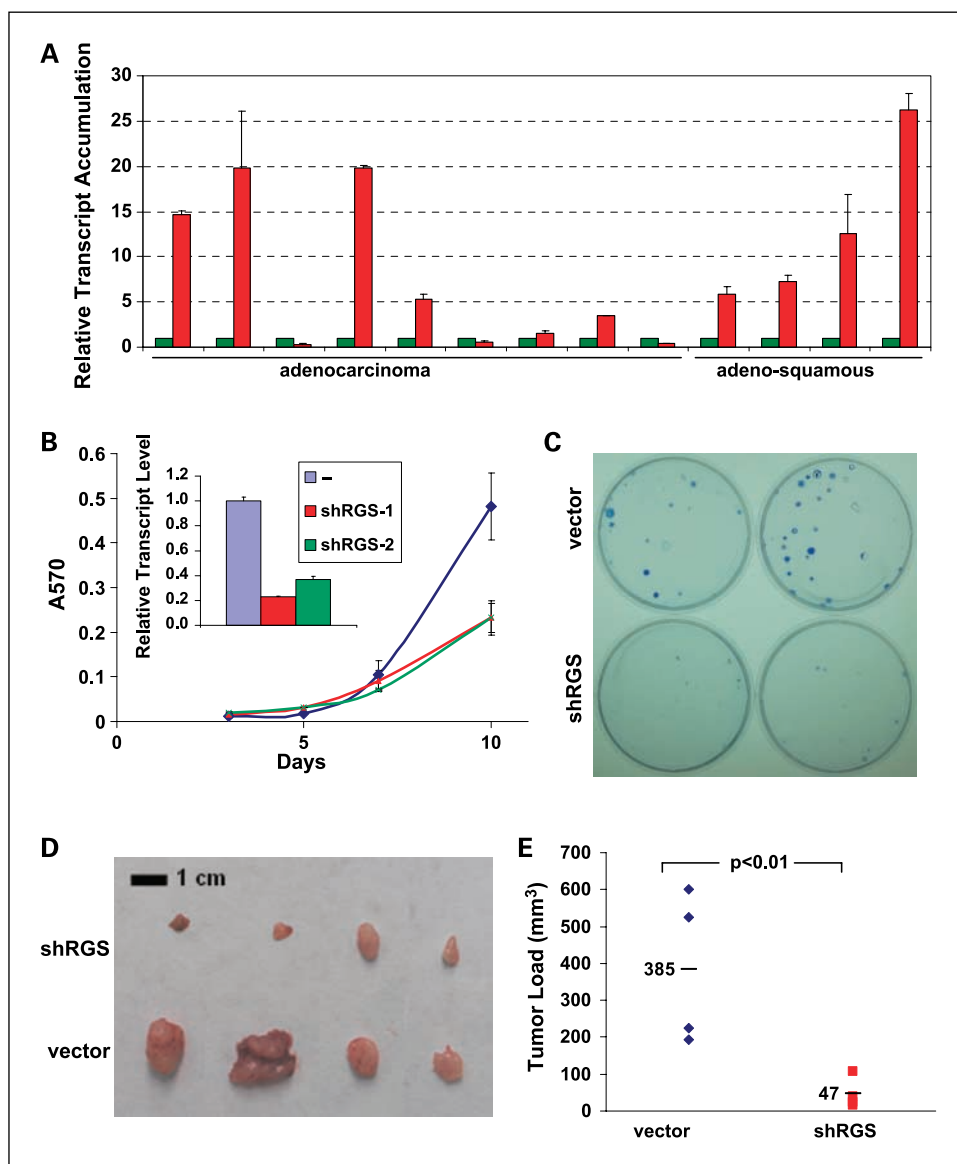 A
Relative Transcript Accumulation
30
25
20
15
10
5
0
adenocarcinoma
adeno-squamous
B
A570
0.6
0.5
0.4
0.3
0.2
0.1
0
0
5
10
Days
Relative Transcript Level
1.2
1.0
0.8
0.6
0.4
0.2
0.0
–
shRGS-1
shRGS-2
C
vector
shRGS
D
1 cm
shRGS
vector
E
Tumor Load (mm³)
700
600
500
400
300
200
100
0
p<0.01
385
47
vector
shRGS